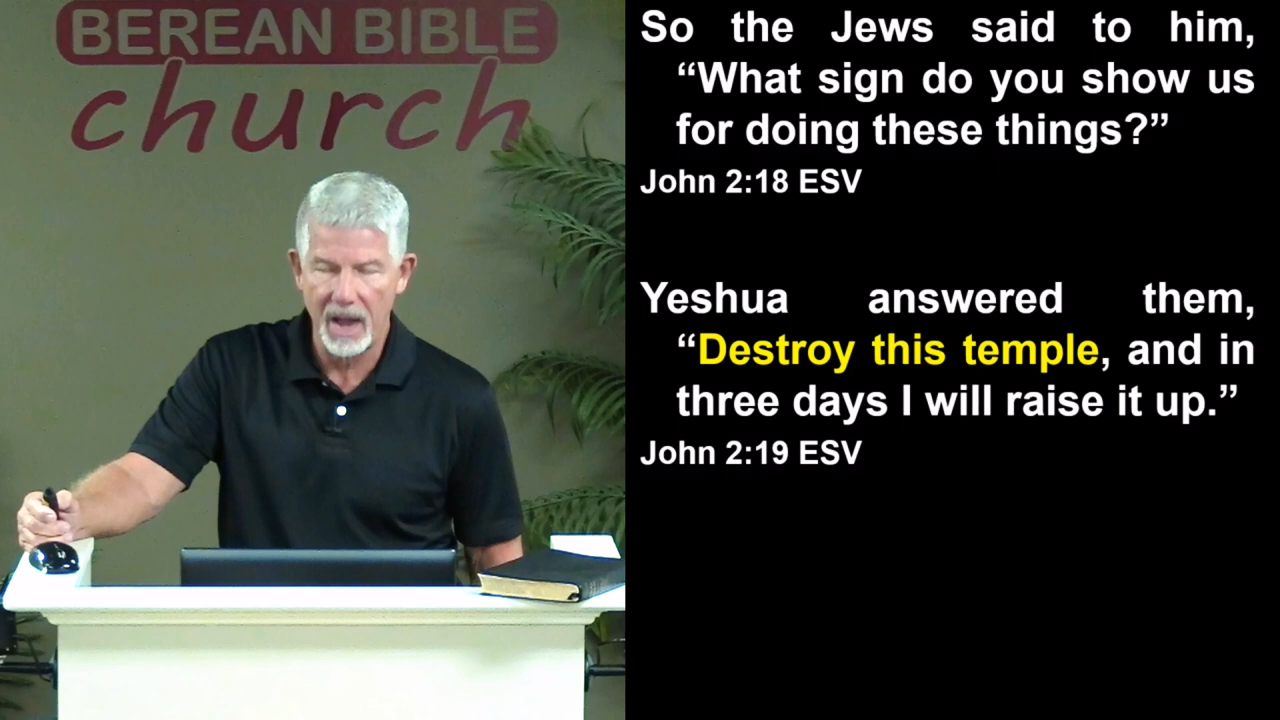 BEREAN BIBLE
church
So the Jews said to him,
“What sign do you show us
for doing these things?”
John 2:18 ESV
Yeshua answered them,
“Destroy this temple, and in
three days I will raise it up.”
John 2:19 ESV